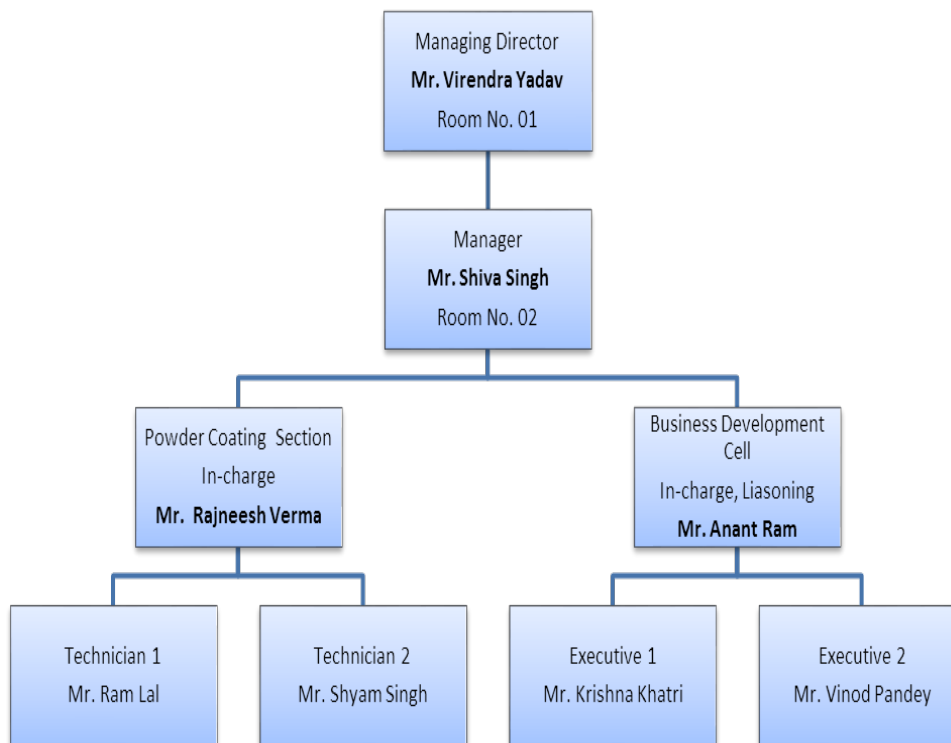 Managing Director
Mr. Virendra Yadav
Room No. 01
Manager
Mr. Shiva Singh
Room No. 02
Powder Coating Section
In-charge
Mr. Rajneesh Verma
Business Development
Cell
In-charge, Liasoning
Mr. Anant Ram
Technician 1
Mr. Ram Lal
Technician 2
Mr. Shyam Singh
Executive 1
Mr. Krishna Khatri
Executive 2
Mr. Vinod Pandey